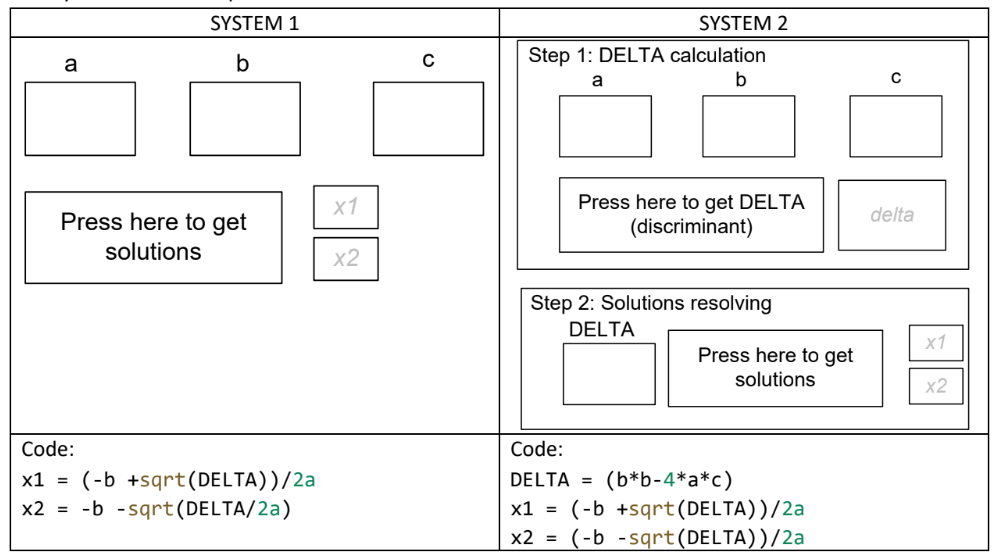 SYSTEM 1
a b c
Press here to get
solutions
x1
x2
Code:
x1 = (-b +sqrt(DELTA))/2a
x2 = -b -sqrt(DELTA/2a)
SYSTEM 2
Step 1: DELTA calculation
a b c
Press here to get DELTA
(discriminant)
delta
Step 2: Solutions resolving
DELTA
Press here to get
solutions
x1
x2
Code:
DELTA = (b*b-4*a*c)
x1 = (-b +sqrt(DELTA))/2a
x2 = (-b -sqrt(DELTA))/2a